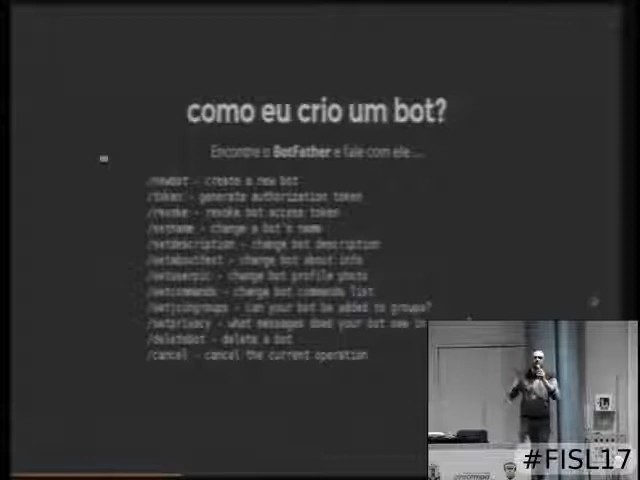 como eu crio um bot?
Encontre o BotFather e fale com ele...
/newbot - create a new bot
/token - generate authorization token
/revoke - revoke bot access token
/setname - change a bot's name
/setdescription - change bot description
/setabouttext - change bot about info
/setuserpic - change bot profile photo
/setcommands - change bot commands list
/setjoingroups - can your bot be added to groups?
/setprivacy - what messages does your bot see in
/deletebot - delete a bot
/cancel - cancel the current operation
#FISL17